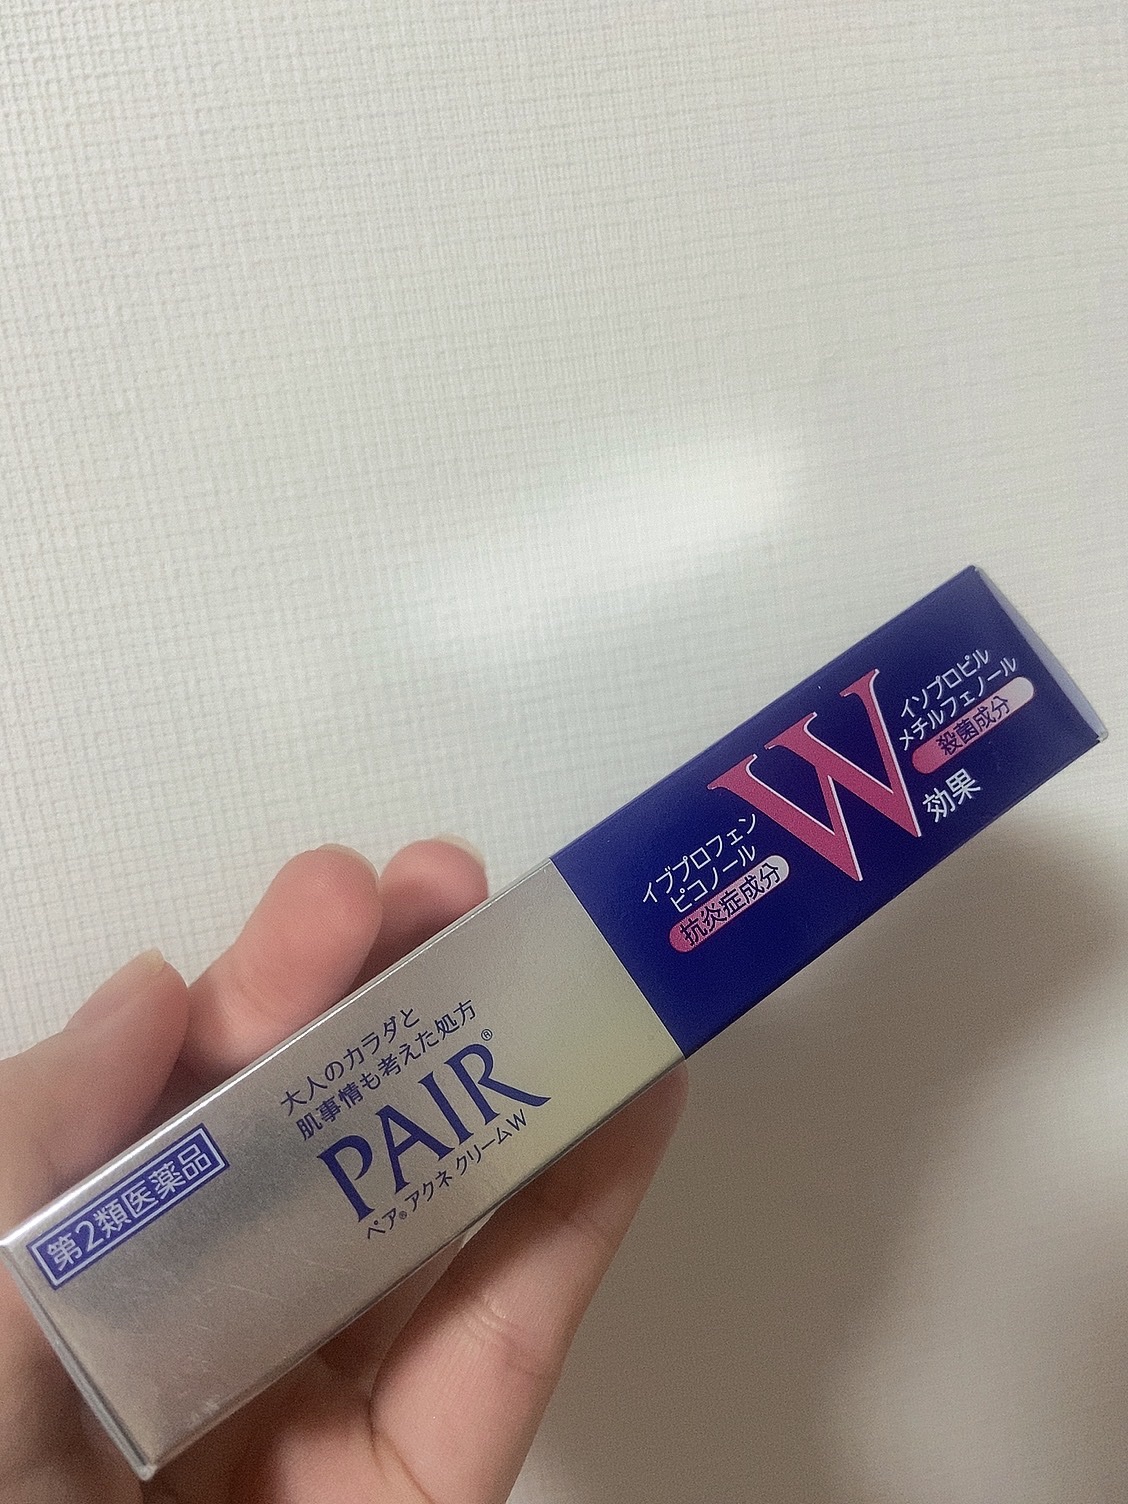 第2類医薬品
大人のカラダと
肌事情も考えた処方
PAIR®
ペア®アクネ クリームW
イブプロフェン
ピコノール
抗炎症成分
W
イソプロピル
メチルフェノール
殺菌成分
効果